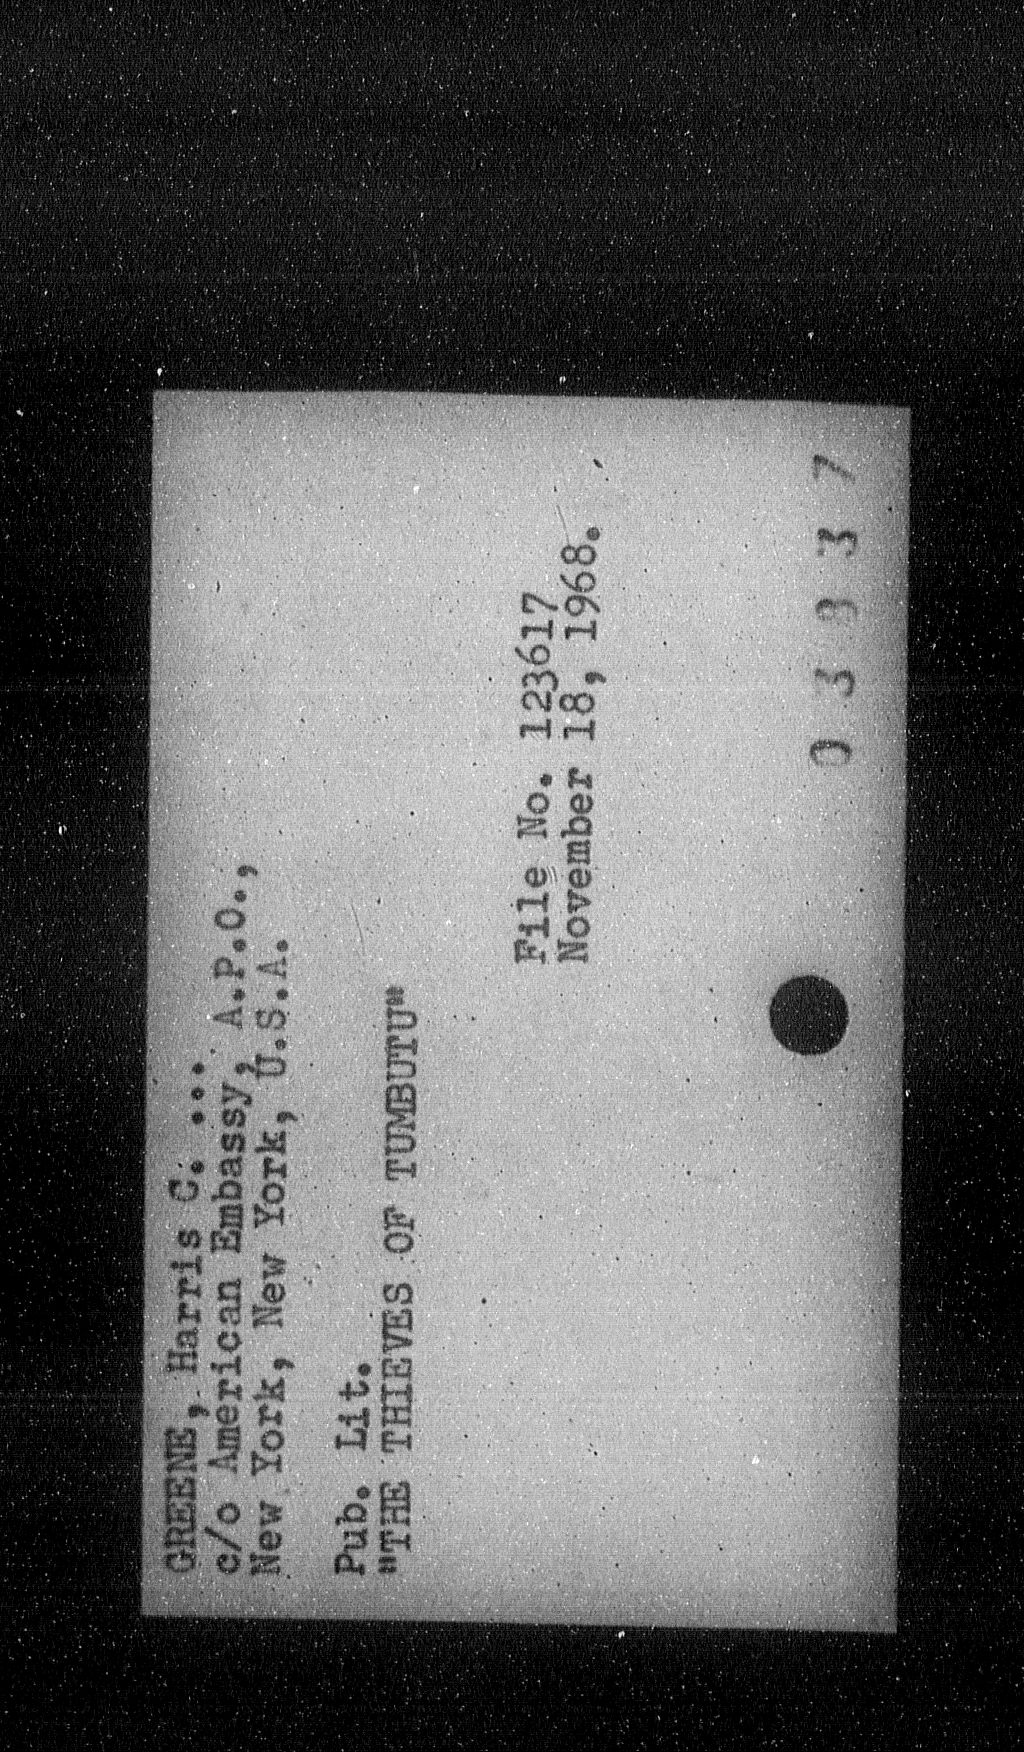 GREENE, Harris C. ...
c/o American Embassy, A.P.O.,
New York, New York, U.S.A.
Pub. Lit.
"THE THIEVES OF TUMBUTU"
File No. 123617
November 18, 1968.
03937